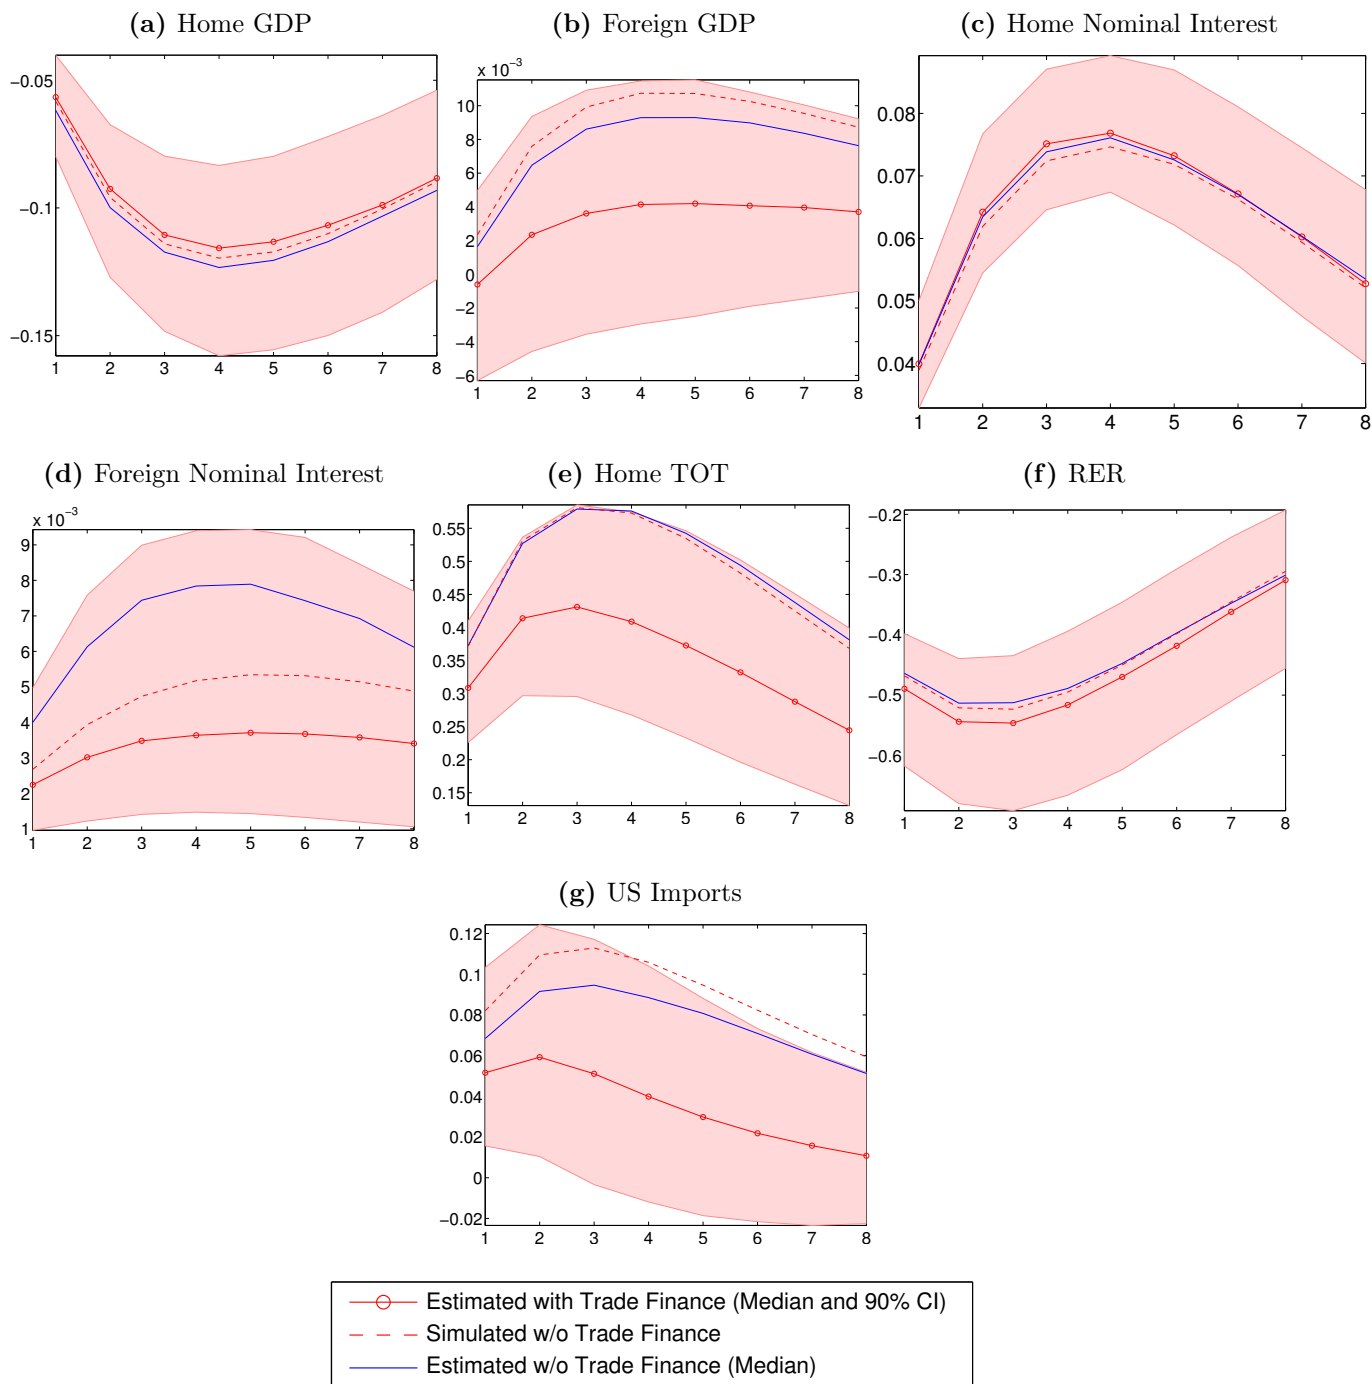 (a) Home GDP
(b) Foreign GDP
(c) Home Nominal Interest
−0.05
−0.1
−0.15
1 2 3 4 5 6 7 8
x 10⁻³
10
8
6
4
2
0
−2
−4
−6
1 2 3 4 5 6 7 8
0.08
0.07
0.06
0.05
0.04
1 2 3 4 5 6 7 8
(d) Foreign Nominal Interest
(e) Home TOT
(f) RER
x 10⁻³
9
8
7
6
5
4
3
2
1
1 2 3 4 5 6 7 8
0.55
0.5
0.45
0.4
0.35
0.3
0.25
0.2
0.15
1 2 3 4 5 6 7 8
−0.2
−0.3
−0.4
−0.5
−0.6
1 2 3 4 5 6 7 8
(g) US Imports
0.12
0.1
0.08
0.06
0.04
0.02
0
−0.02
1 2 3 4 5 6 7 8
Estimated with Trade Finance (Median and 90% CI)
Simulated w/o Trade Finance
Estimated w/o Trade Finance (Median)